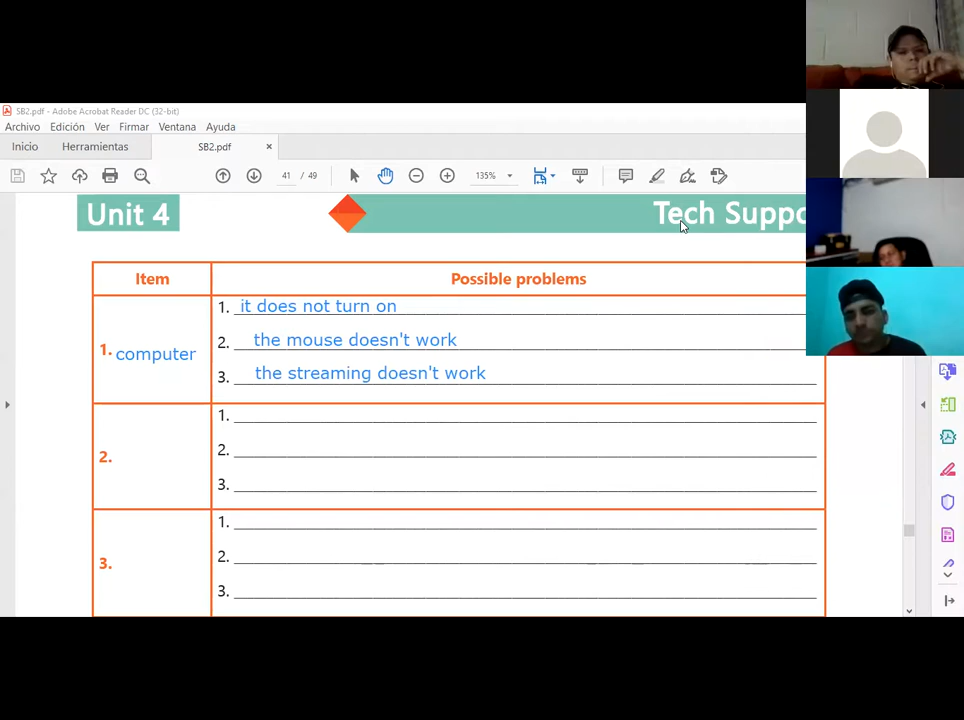 SB2.pdf - Adobe Acrobat Reader DC (32-bit)
Archivo Edición Ver Firmar Ventana Ayuda
Inicio Herramientas SB2.pdf ×
41 / 49 135%
Unit 4 Tech Suppo
Item Possible problems
1. computer
1. it does not turn on
2. the mouse doesn't work
3. the streaming doesn't work
2.
1.
2.
3.
3.
1.
2.
3.